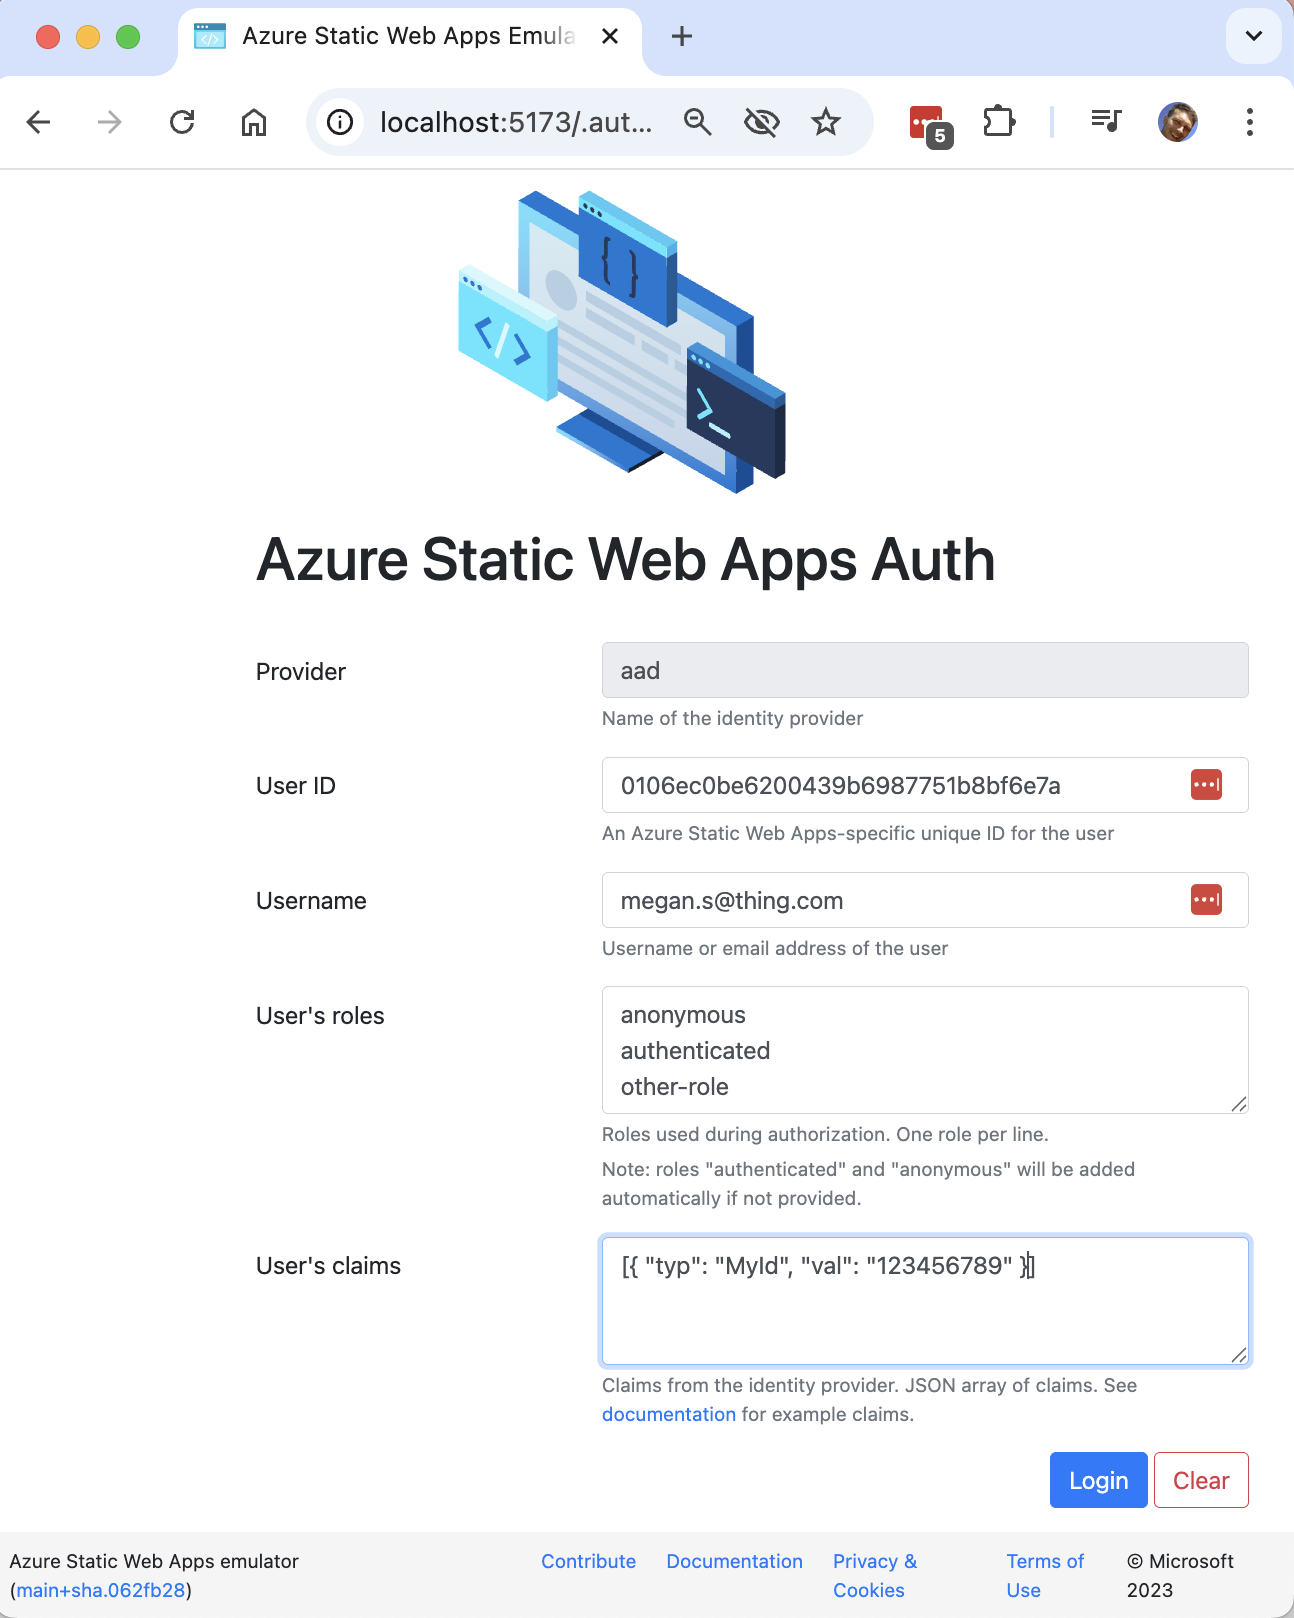 Azure Static Web Apps Emula
localhost:5173/.aut...
5
Azure Static Web Apps Auth
Provider
aad
Name of the identity provider
User ID
0106ec0be6200439b6987751b8bf6e7a
An Azure Static Web Apps-specific unique ID for the user
Username
megan.s@thing.com
Username or email address of the user
User's roles
anonymous
authenticated
other-role
Roles used during authorization. One role per line.
Note: roles "authenticated" and "anonymous" will be added
automatically if not provided.
User's claims
[{ "typ": "MyId", "val": "123456789" }]
Claims from the identity provider. JSON array of claims. See
documentation for example claims.
Login Clear
Azure Static Web Apps emulator
(main+sha.062fb28)
Contribute
Documentation
Privacy &
Cookies
Terms of
Use
© Microsoft
2023